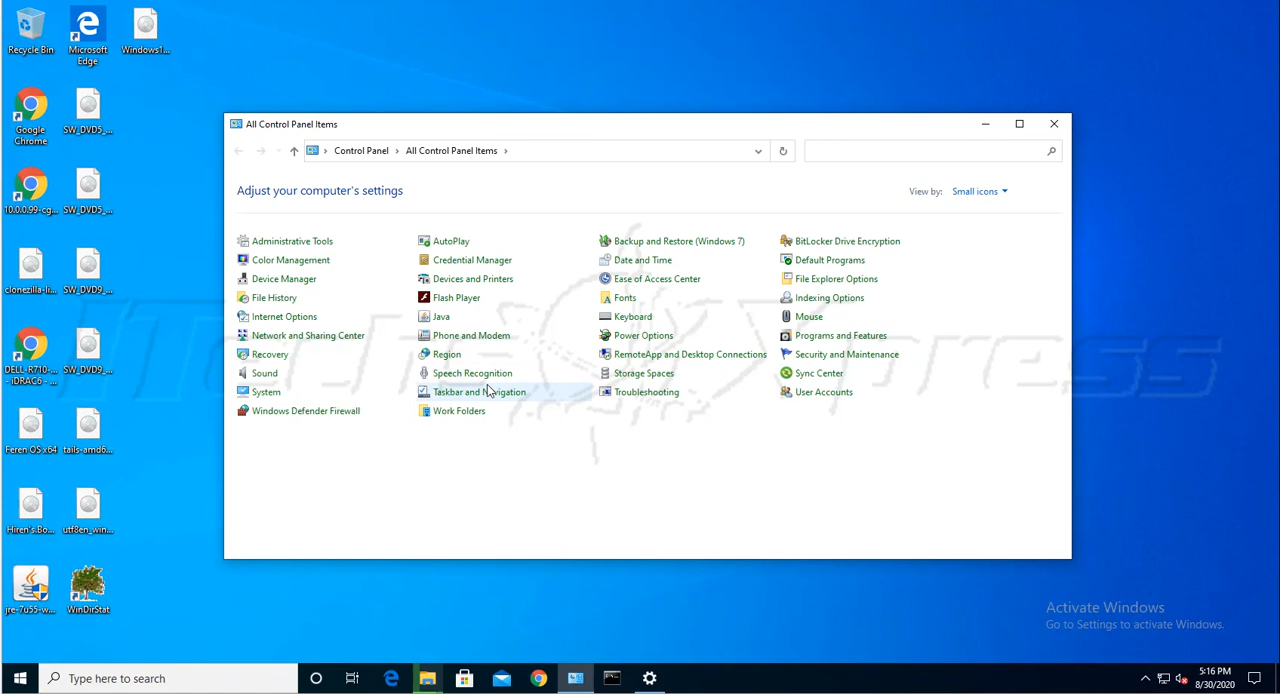 Recycle Bin
Microsoft Edge
Windows1...
Google Chrome
SW_DVD5_...
10.0.0.99-cg...
SW_DVD5_...
clonezilla-li...
SW_DVD9_...
DELL-R710-... - iDRAC6 - ...
SW_DVD9_...
Feren OS x64
tails-amd6...
Hiren's.Bo...
utf8en_win...
jre-7u55-w...
WinDirStat
All Control Panel Items
Control Panel > All Control Panel Items >
Adjust your computer's settings
View by: Small icons
Administrative Tools
AutoPlay
Backup and Restore (Windows 7)
BitLocker Drive Encryption
Color Management
Credential Manager
Date and Time
Default Programs
Device Manager
Devices and Printers
Ease of Access Center
File Explorer Options
File History
Flash Player
Fonts
Indexing Options
Internet Options
Java
Keyboard
Mouse
Network and Sharing Center
Phone and Modem
Power Options
Programs and Features
Recovery
Region
RemoteApp and Desktop Connections
Security and Maintenance
Sound
Speech Recognition
Storage Spaces
Sync Center
System
Taskbar and Navigation
Troubleshooting
User Accounts
Windows Defender Firewall
Work Folders
Activate Windows
Go to Settings to activate Windows.
Type here to search
5:16 PM
8/30/2020